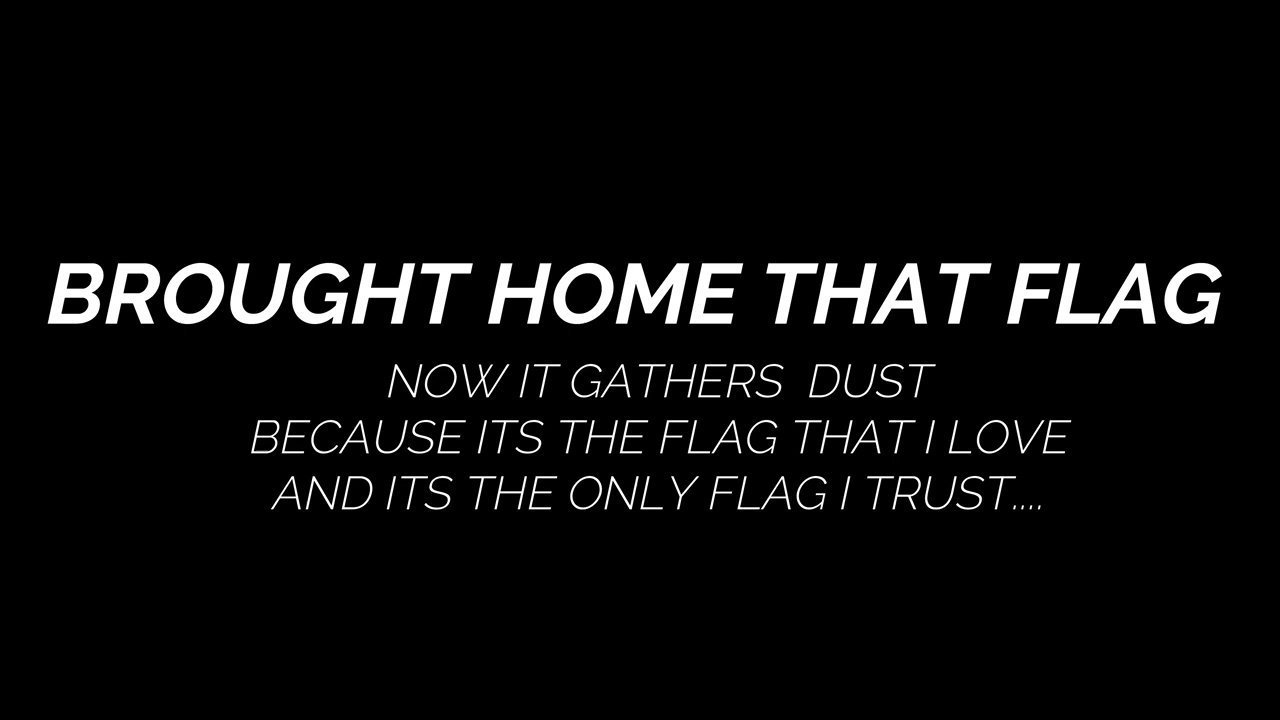 BROUGHT HOME THAT FLAG
NOW IT GATHERS  DUST
BECAUSE ITS THE FLAG THAT I LOVE
AND ITS THE ONLY FLAG I TRUST....